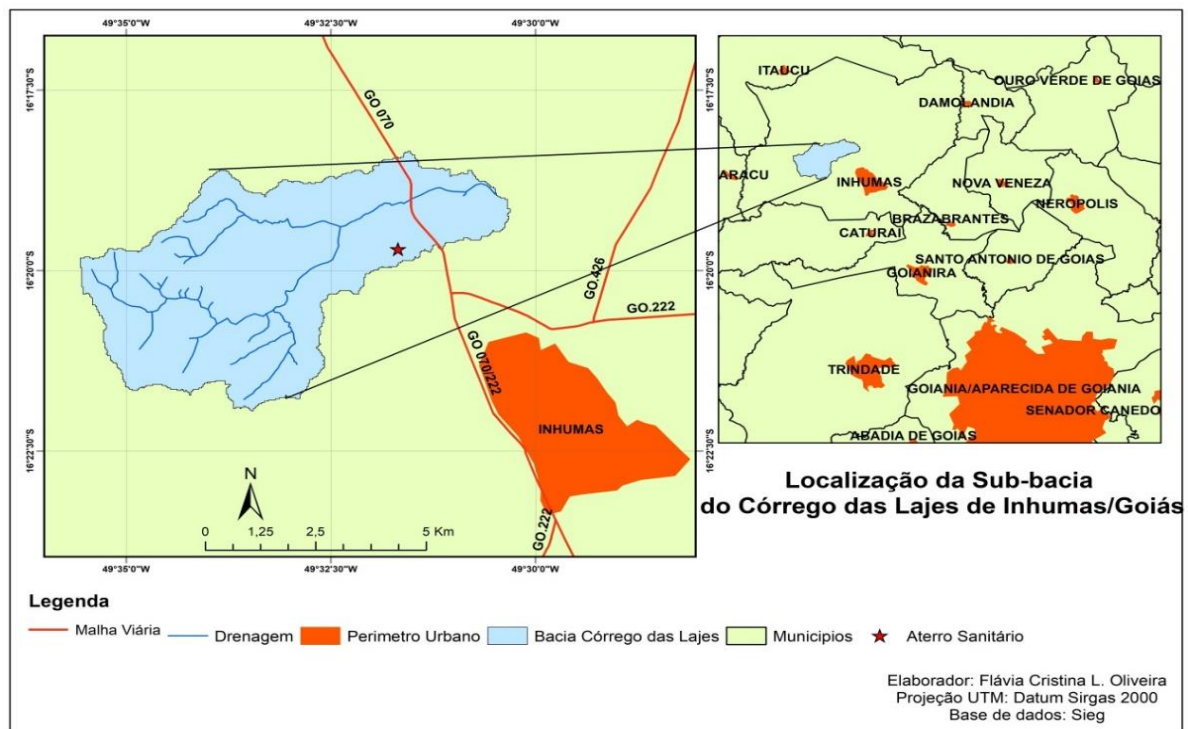 49°35'0"W
49°32'30"W
49°30'0"W
16°17'30"S
16°20'0"S
16°22'30"S
16°17'30"S
16°20'0"S
16°22'30"S
GO 070
GO.426
GO.222
GO 070/222
INHUMAS
GO.222
N
0 1,25 2,5 5 Km
49°35'0"W
49°32'30"W
49°30'0"W
ITAUCU
OURO VERDE DE GOIAS
DAMOLANDIA
ARACU
INHUMAS
NOVA VENEZA
NEROPOLIS
BRAZABRANTES
CATURAI
SANTO ANTONIO DE GOIAS
GOIANIRA
TRINDADE
GOIANIA/APARECIDA DE GOIANIA
SENADOR CANEDO
ABADIA DE GOIAS
Localização da Sub-bacia
do Córrego das Lajes de Inhumas/Goiás
Legenda
Malha Viária Drenagem Perimetro Urbano Bacia Córrego das Lajes Municipios Aterro Sanitário
Elaborador: Flávia Cristina L. Oliveira
Projeção UTM: Datum Sirgas 2000
Base de dados: Sieg